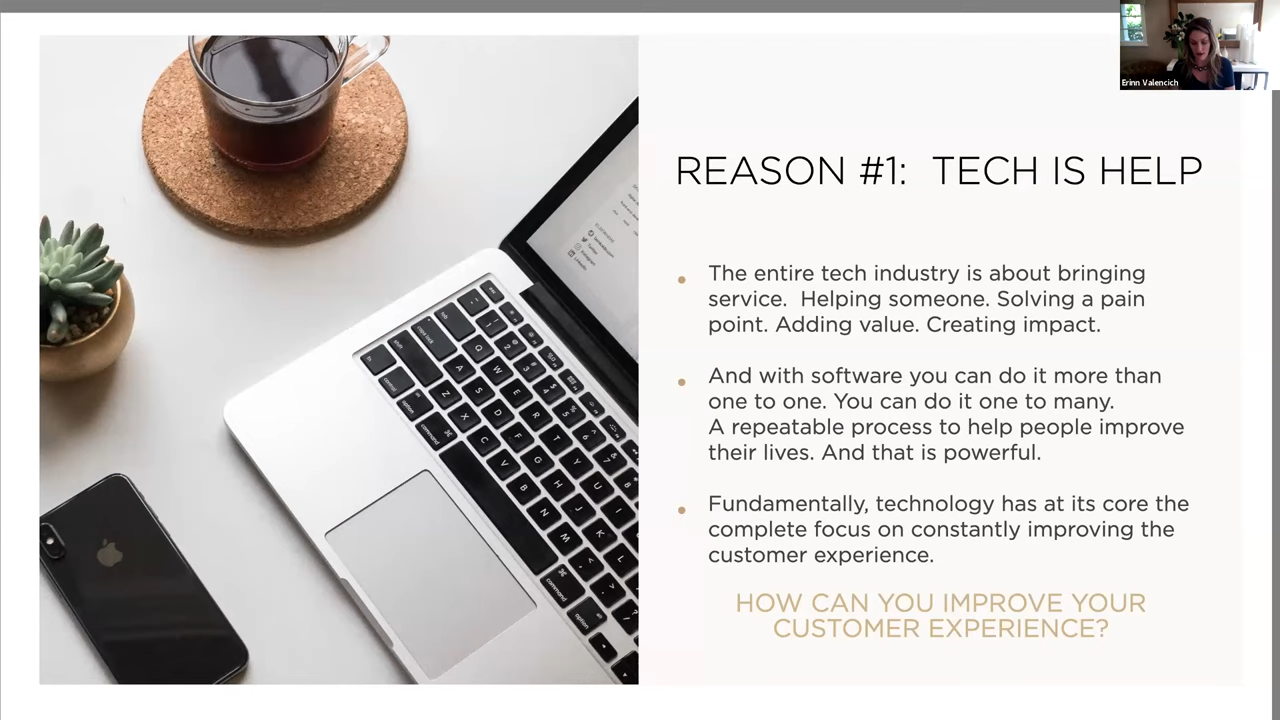 Erinn Valencich
REASON #1: TECH IS HELP
The entire tech industry is about bringing
service. Helping someone. Solving a pain
point. Adding value. Creating impact.
And with software you can do it more than
one to one. You can do it one to many.
A repeatable process to help people improve
their lives. And that is powerful.
Fundamentally, technology has at its core the
complete focus on constantly improving the
customer experience.
HOW CAN YOU IMPROVE YOUR
CUSTOMER EXPERIENCE?